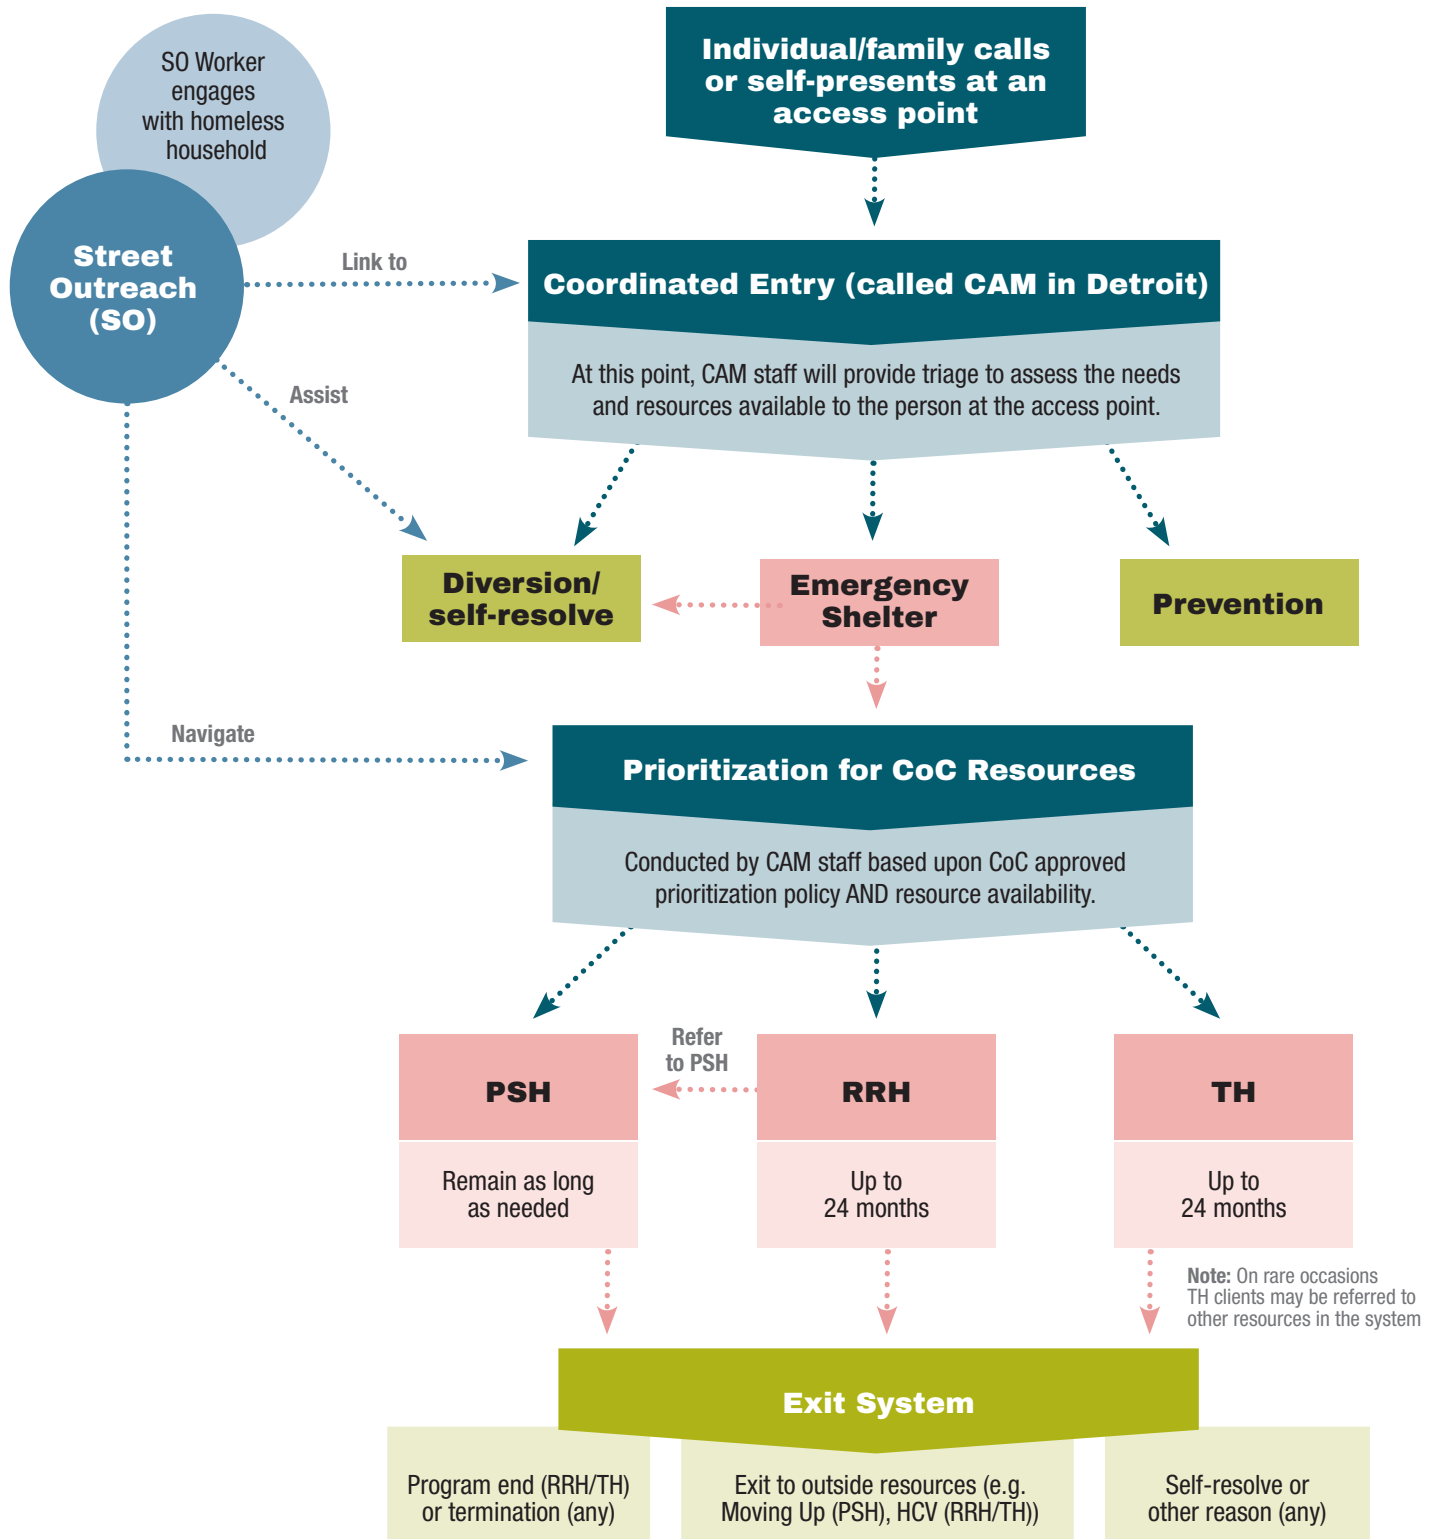 SO Worker
engages
with homeless
household
Street
Outreach
(SO)
Individual/family calls
or self-presents at an
access point
Link to
Coordinated Entry (called CAM in Detroit)
At this point, CAM staff will provide triage to assess the needs
and resources available to the person at the access point.
Assist
Diversion/
self-resolve
Emergency
Shelter
Prevention
Navigate
Prioritization for CoC Resources
Conducted by CAM staff based upon CoC approved
prioritization policy AND resource availability.
PSH
Remain as long
as needed
Refer
to PSH
RRH
Up to
24 months
TH
Up to
24 months
Note: On rare occasions
TH clients may be referred to
other resources in the system
Exit System
Program end (RRH/TH)
or termination (any)
Exit to outside resources (e.g.
Moving Up (PSH), HCV (RRH/TH))
Self-resolve or
other reason (any)